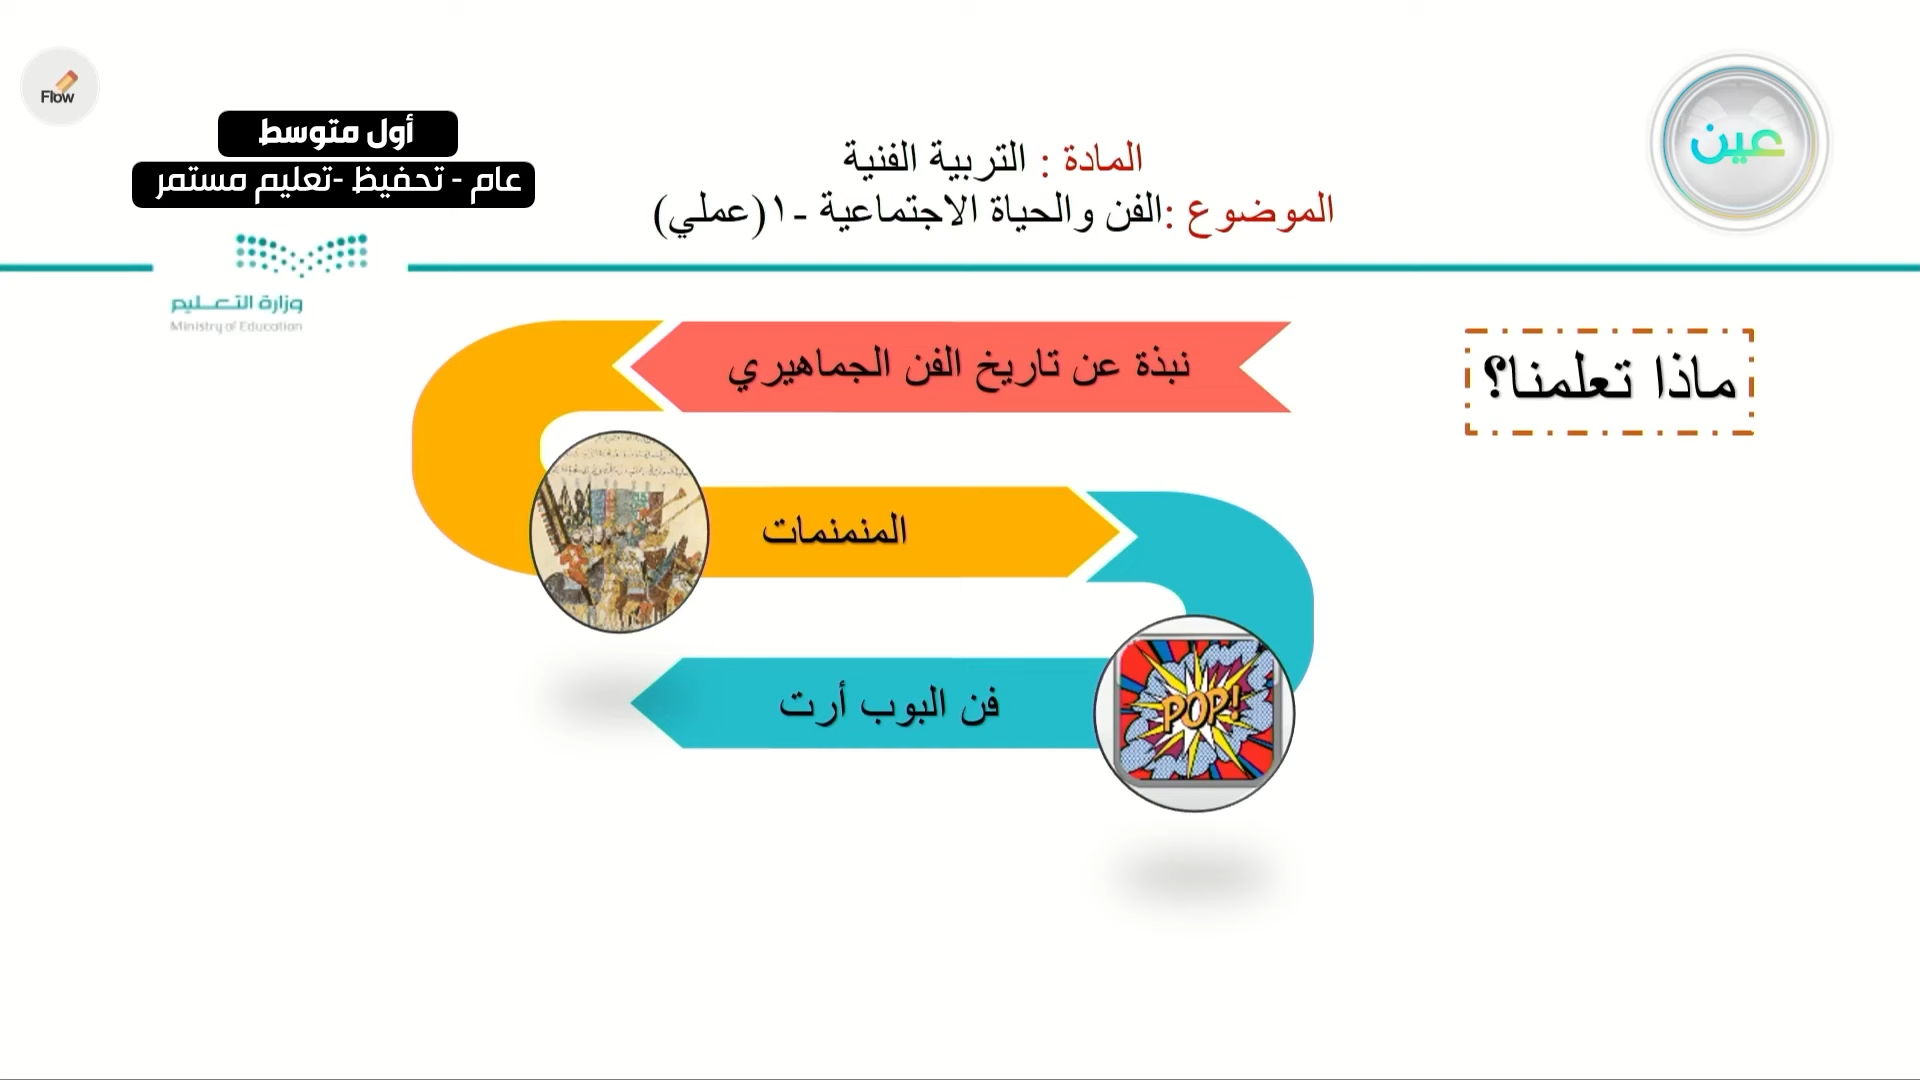 عين
Flow
أول متوسط
عام - تحفيظ -تعليم مستمر
المادة : التربية الفنية
الموضوع :الفن والحياة الاجتماعية -١(عملي)
وزارة التعـــليم
Ministry of Education
ماذا تعلمنا؟
نبذة عن تاريخ الفن الجماهيري
المنمنمات
فن البوب أرت
POP!